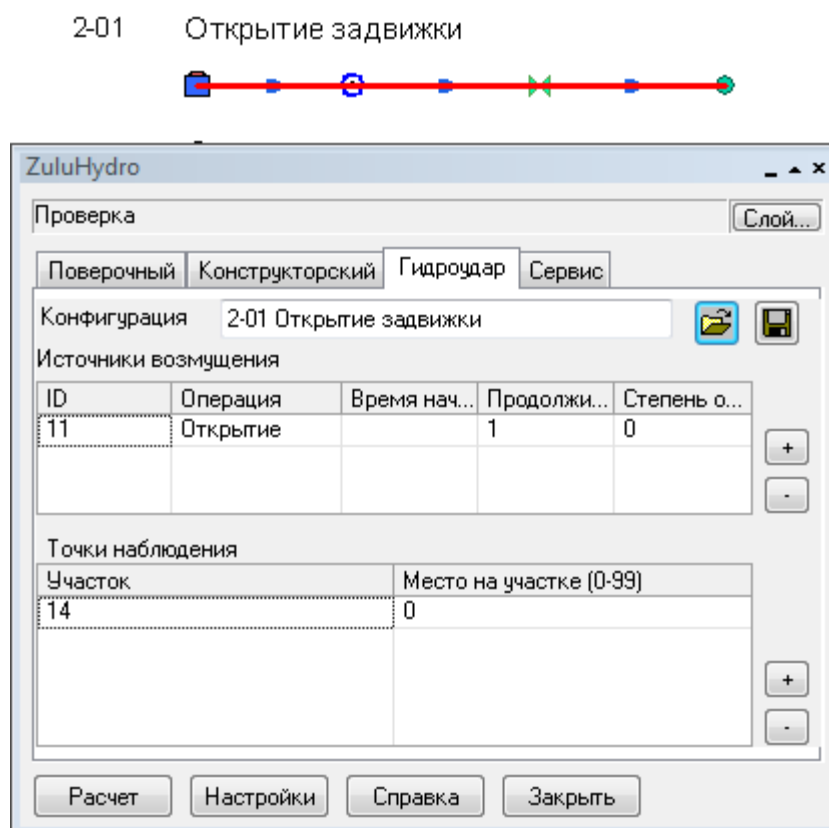 2-01 Открытие задвижки
ZuluHydro
Проверка Слой...
Поверочный Конструкторский Гидроудар Сервис
Конфигурация 2-01 Открытие задвижки
Источники возмущения
ID Операция Время нач... Продолжи... Степень о...
11 Открытие 1 0
+
-
Точки наблюдения
Участок Место на участке (0-99)
14 0
+
-
Расчет Настройки Справка Закрыть